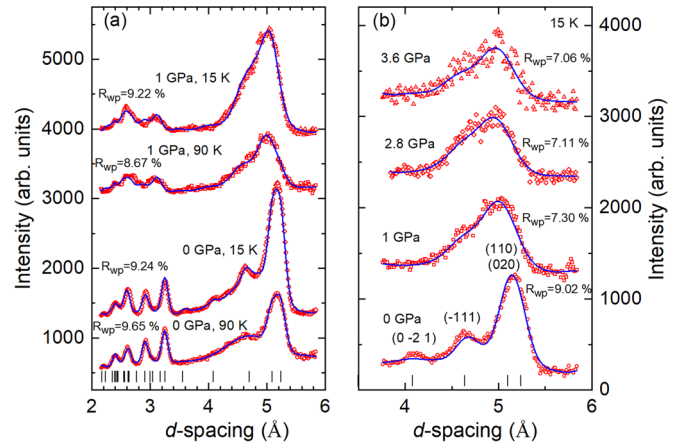 (a)
5000
4000
3000
2000
1000
Intensity (arb. units)
1 GPa, 15 K
R_wp=9.22 %
1 GPa, 90 K
R_wp=8.67 %
0 GPa, 15 K
R_wp=9.24 %
0 GPa, 90 K
R_wp=9.65 %
2 3 4 5 6
d-spacing (Å)
(b)
15 K
3.6 GPa
R_wp=7.06 %
2.8 GPa
R_wp=7.11 %
1 GPa
R_wp=7.30 %
(110)
(020)
R_wp=9.02 %
0 GPa
(0 -2 1)
(-111)
4 5 6
d-spacing (Å)
4000
3000
2000
1000
0
Intensity (arb. units)